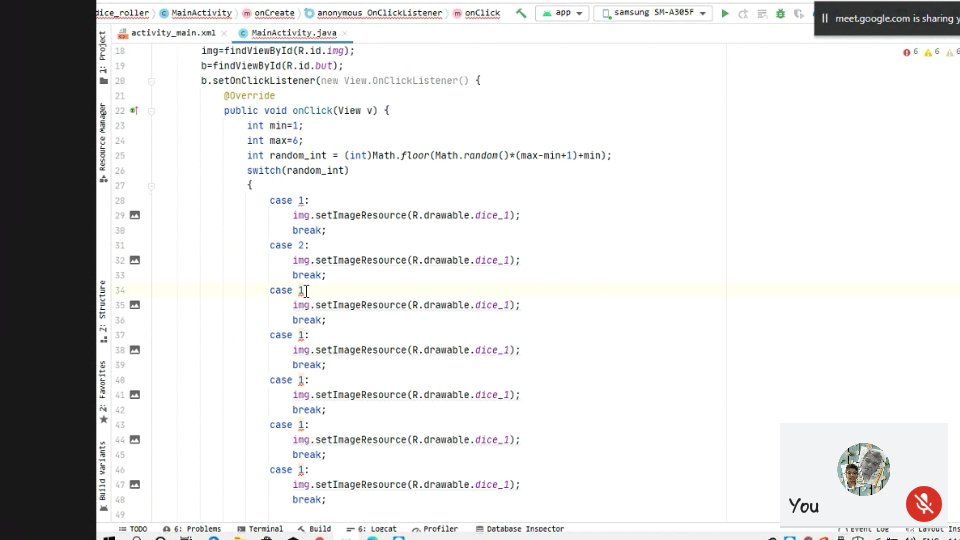 dice_roller MainActivity onCreate anonymous OnClickListener onClick app samsung SM-A305F
meet.google.com is sharing y
activity_main.xml MainActivity.java
6 6 6
1: Project
Resource Manager
2: Structure
2: Favorites
Build Variants
18 img=findViewById(R.id.img);
19 b=findViewById(R.id.but);
20 b.setOnClickListener(new View.OnClickListener() {
21 @Override
22 public void onClick(View v) {
23 int min=1;
24 int max=6;
25 int random_int = (int)Math.floor(Math.random()*(max-min+1)+min);
26 switch(random_int)
27 {
28 case 1:
29 img.setImageResource(R.drawable.dice_1);
30 break;
31 case 2:
32 img.setImageResource(R.drawable.dice_1);
33 break;
34 case 1
35 img.setImageResource(R.drawable.dice_1);
36 break;
37 case 1:
38 img.setImageResource(R.drawable.dice_1);
39 break;
40 case 1:
41 img.setImageResource(R.drawable.dice_1);
42 break;
43 case 1:
44 img.setImageResource(R.drawable.dice_1);
45 break;
46 case 1:
47 img.setImageResource(R.drawable.dice_1);
48 break;
49
You
TODO 6: Problems Terminal Build 6: Logcat Profiler Database Inspector Event Log Layout Ins